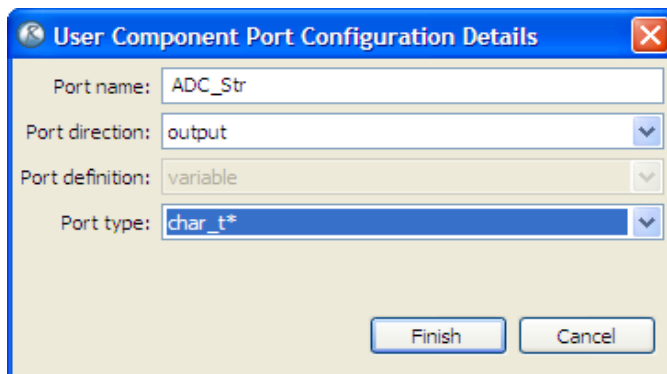 User Component Port Configuration Details
Port name: ADC_Str
Port direction: output
Port definition: variable
Port type: char_t*
Finish Cancel